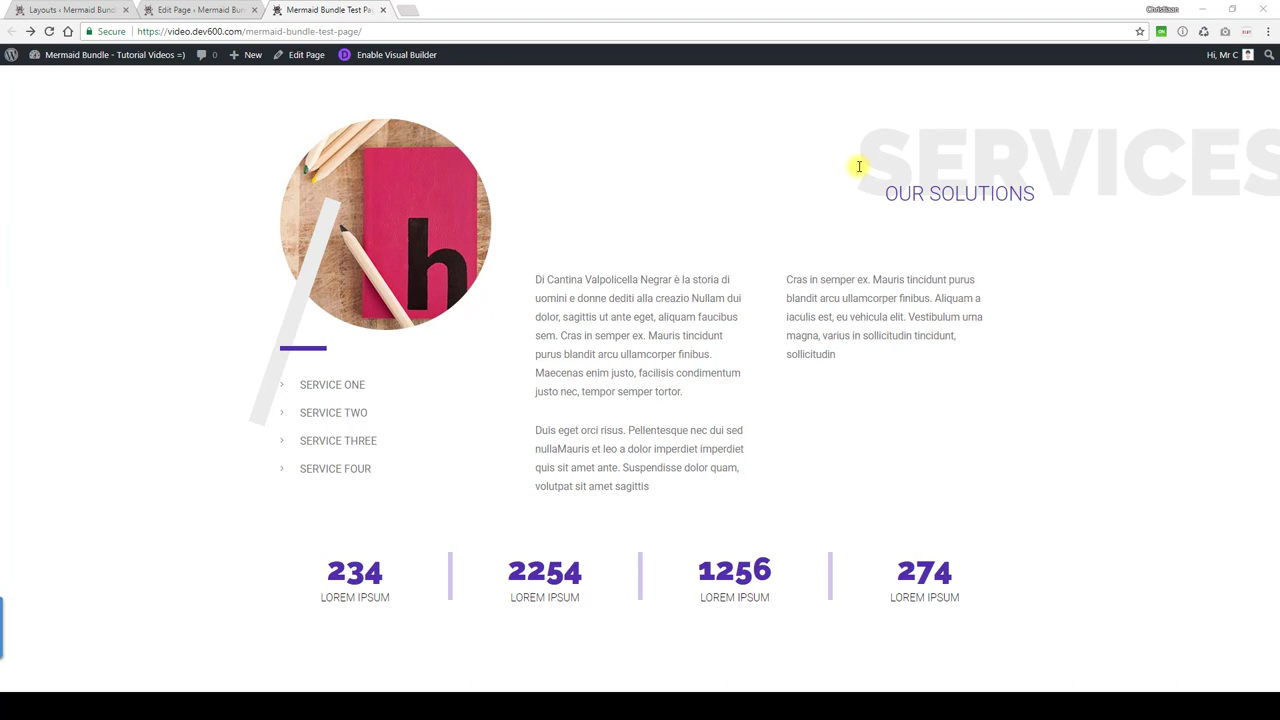 Christiaan
Layouts ‹ Mermaid Bundl
Edit Page ‹ Mermaid Bun
Mermaid Bundle Test Pa
Secure
https://video.dev600.com/mermaid-bundle-test-page/
Mermaid Bundle - Tutorial Videos =)
0
New
Edit Page
Enable Visual Builder
Hi, Mr C
SERVICES
OUR SOLUTIONS
h
SERVICE ONE
SERVICE TWO
SERVICE THREE
SERVICE FOUR
Di Cantina Valpolicella Negrar è la storia di
uomini e donne dediti alla creazio Nullam dui
dolor, sagittis ut ante eget, aliquam faucibus
sem. Cras in semper ex. Mauris tincidunt
purus blandit arcu ullamcorper finibus.
Maecenas enim justo, facilisis condimentum
justo nec, tempor semper tortor.
Duis eget orci risus. Pellentesque nec dui sed
nullaMauris et leo a dolor imperdiet imperdiet
quis sit amet ante. Suspendisse dolor quam,
volutpat sit amet sagittis
Cras in semper ex. Mauris tincidunt purus
blandit arcu ullamcorper finibus. Aliquam a
iaculis est, eu vehicula elit. Vestibulum urna
magna, varius in sollicitudin tincidunt,
sollicitudin
234
LOREM IPSUM
2254
LOREM IPSUM
1256
LOREM IPSUM
274
LOREM IPSUM